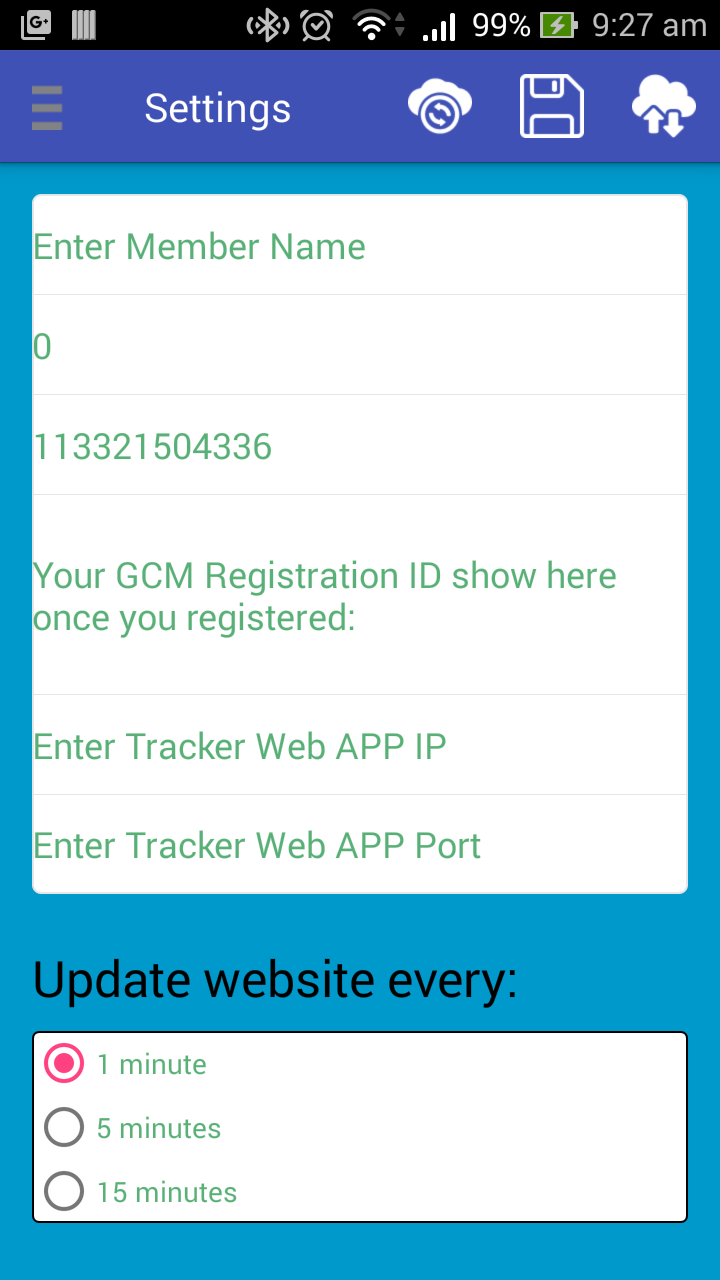 G+ 99% 9:27 am
Settings
Enter Member Name
0
113321504336
Your GCM Registration ID show here
once you registered:
Enter Tracker Web APP IP
Enter Tracker Web APP Port
Update website every:
1 minute
5 minutes
15 minutes